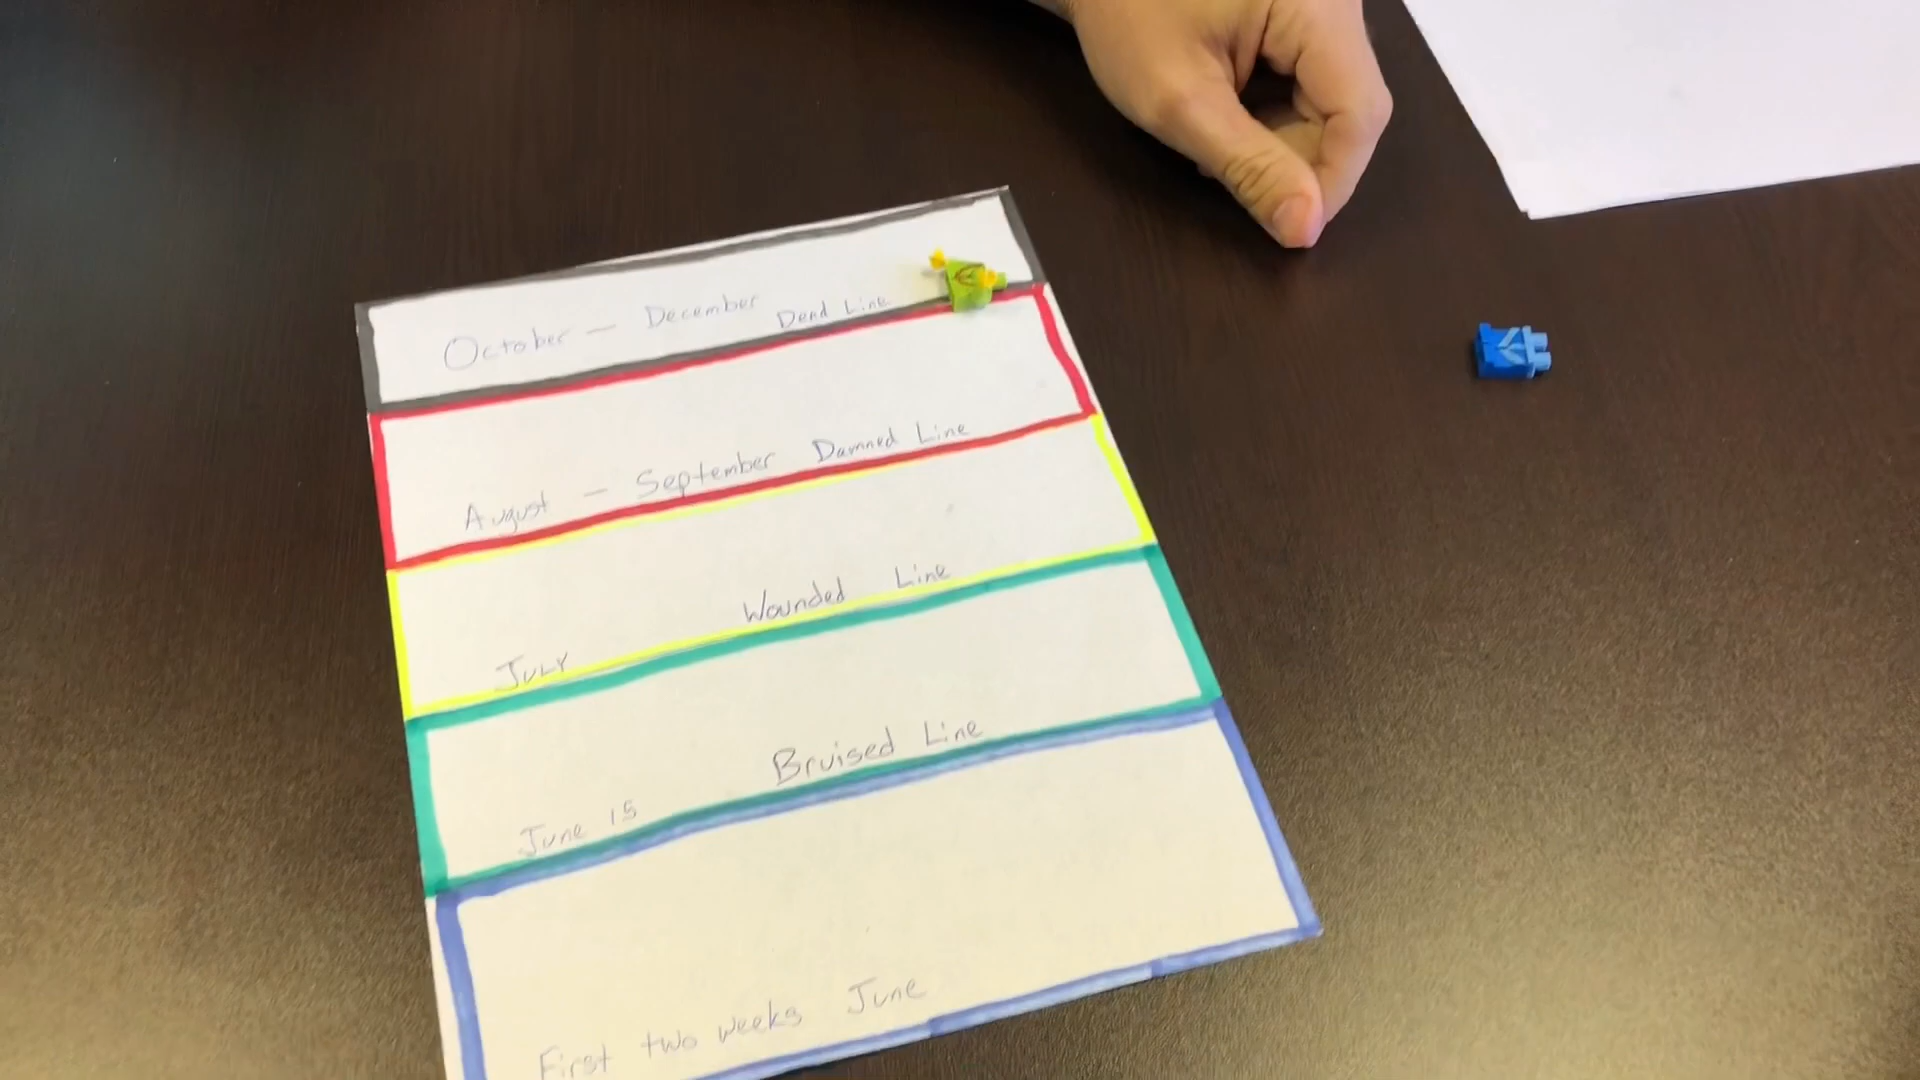 October — December Dead Line
August — September Damned Line
July Wounded Line
June 15 Bruised Line
First two weeks June